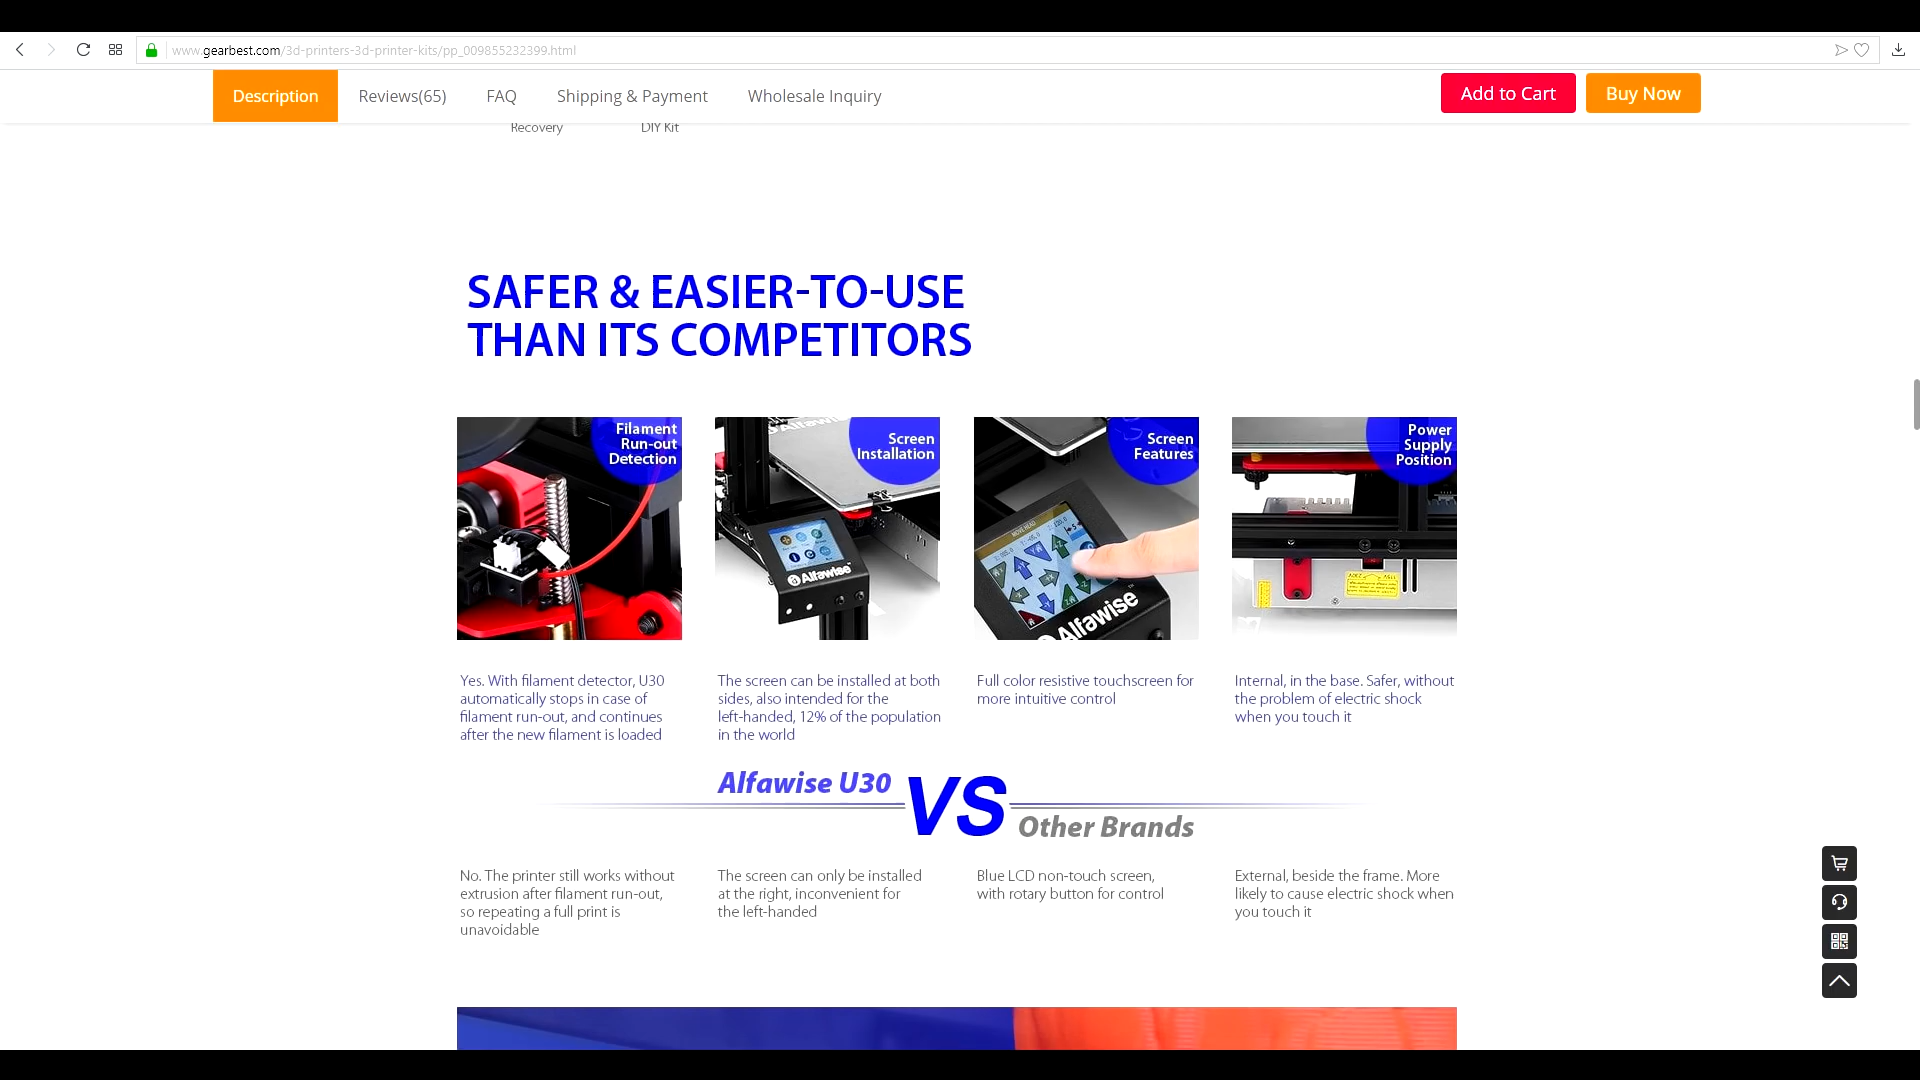 www.gearbest.com/3d-printers-3d-printer-kits/pp_009855232399.html
Description
Reviews(65)
FAQ
Shipping & Payment
Wholesale Inquiry
Add to Cart
Buy Now
Recovery
DIY Kit
SAFER & EASIER-TO-USE
THAN ITS COMPETITORS
Filament
Run-out
Detection
Screen
Installation
Alfawise
Screen
Features
MOVE HEAD
Alfawise
Power
Supply
Position
Yes. With filament detector, U30
automatically stops in case of
filament run-out, and continues
after the new filament is loaded
The screen can be installed at both
sides, also intended for the
left-handed, 12% of the population
in the world
Full color resistive touchscreen for
more intuitive control
Internal, in the base. Safer, without
the problem of electric shock
when you touch it
Alfawise U30
VS
Other Brands
No. The printer still works without
extrusion after filament run-out,
so repeating a full print is
unavoidable
The screen can only be installed
at the right, inconvenient for
the left-handed
Blue LCD non-touch screen,
with rotary button for control
External, beside the frame. More
likely to cause electric shock when
you touch it